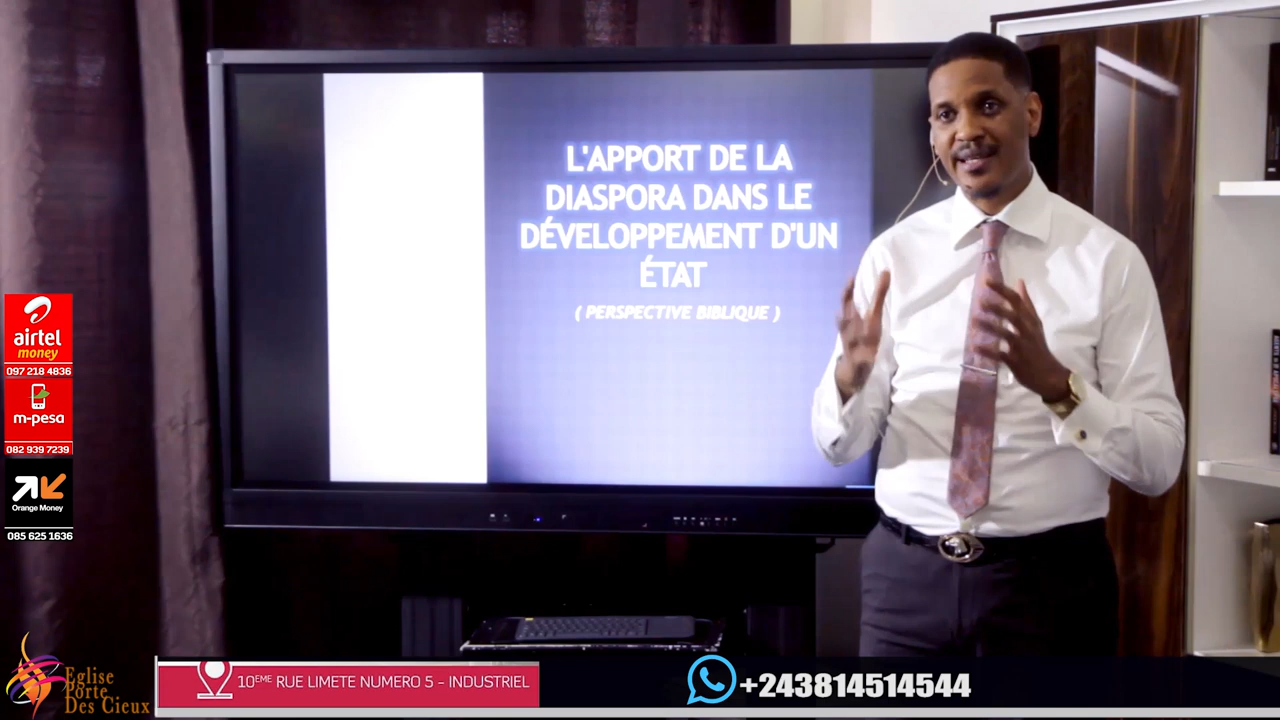 L'APPORT DE LA
DIASPORA DANS LE
DÉVELOPPEMENT D'UN
ÉTAT
( PERSPECTIVE BIBLIQUE )
airtel
money
097 218 4836
m-pesa
082 939 7239
Orange Money
085 625 1636
Eglise
Porte
Des Cieux
10EME RUE LIMETE NUMERO 5 - INDUSTRIEL
+243814514544